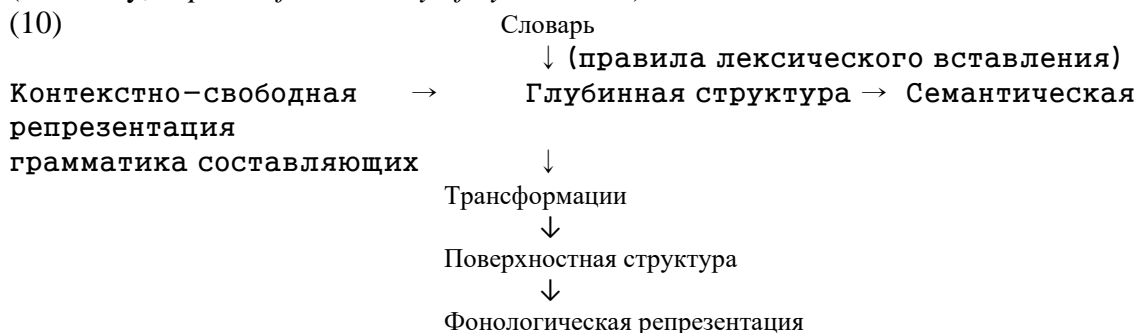 (10) Словарь
↓ (правила лексического вставления)
Контекстно-свободная → Глубинная структура → Семантическая
репрезентация
грамматика составляющих ↓
Трансформации
↓
Поверхностная структура
↓
Фонологическая репрезентация